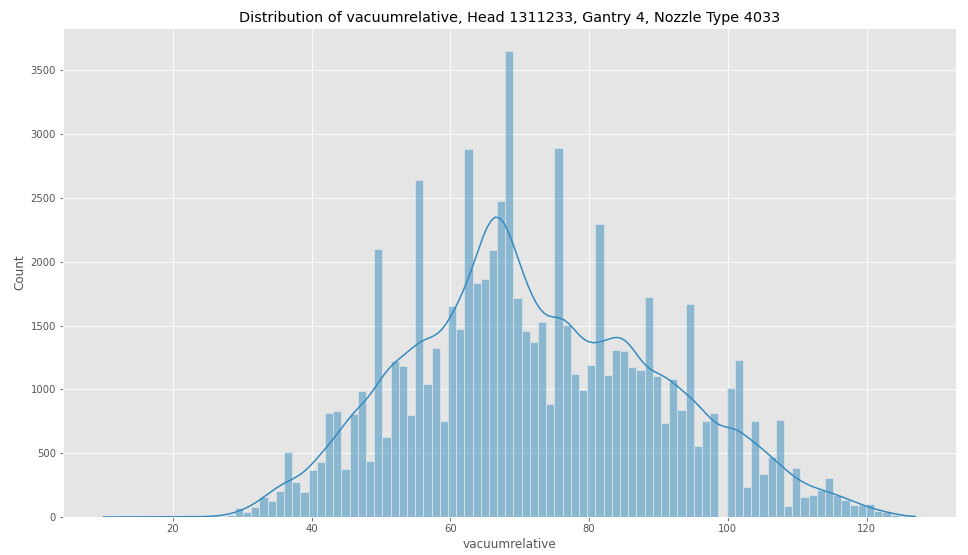 Distribution of vacuumrelative, Head 1311233, Gantry 4, Nozzle Type 4033
3500
3000
2500
2000
1500
1000
500
0
Count
20 40 60 80 100 120
vacuumrelative